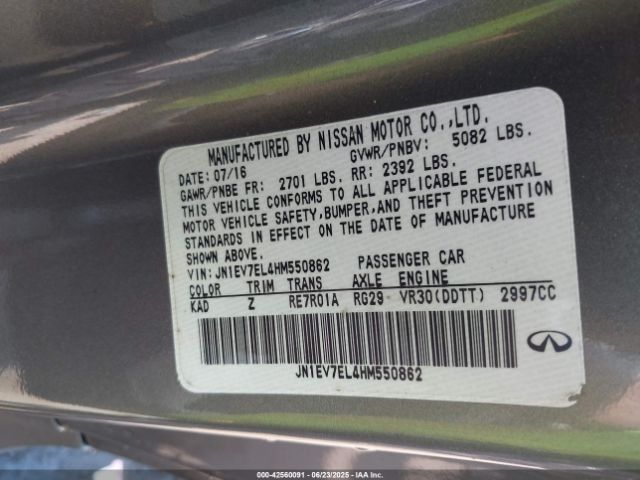 MANUFACTURED BY NISSAN MOTOR CO.,LTD.
DATE: 07/16 GVWR/PNBV: 5082 LBS.
GAWR/PNBE FR: 2701 LBS. RR: 2392 LBS.
THIS VEHICLE CONFORMS TO ALL APPLICABLE FEDERAL
MOTOR VEHICLE SAFETY,BUMPER,AND THEFT PREVENTION
STANDARDS IN EFFECT ON THE DATE OF MANUFACTURE
SHOWN ABOVE.
VIN: JN1EV7EL4HM550862 PASSENGER CAR
COLOR TRIM TRANS AXLE ENGINE
KAD Z RE7R01A RG29 VR30(DDTT) 2997CC
JN1EV7EL4HM550862
000-42560091 - 06/23/2025 - IAAI.COM